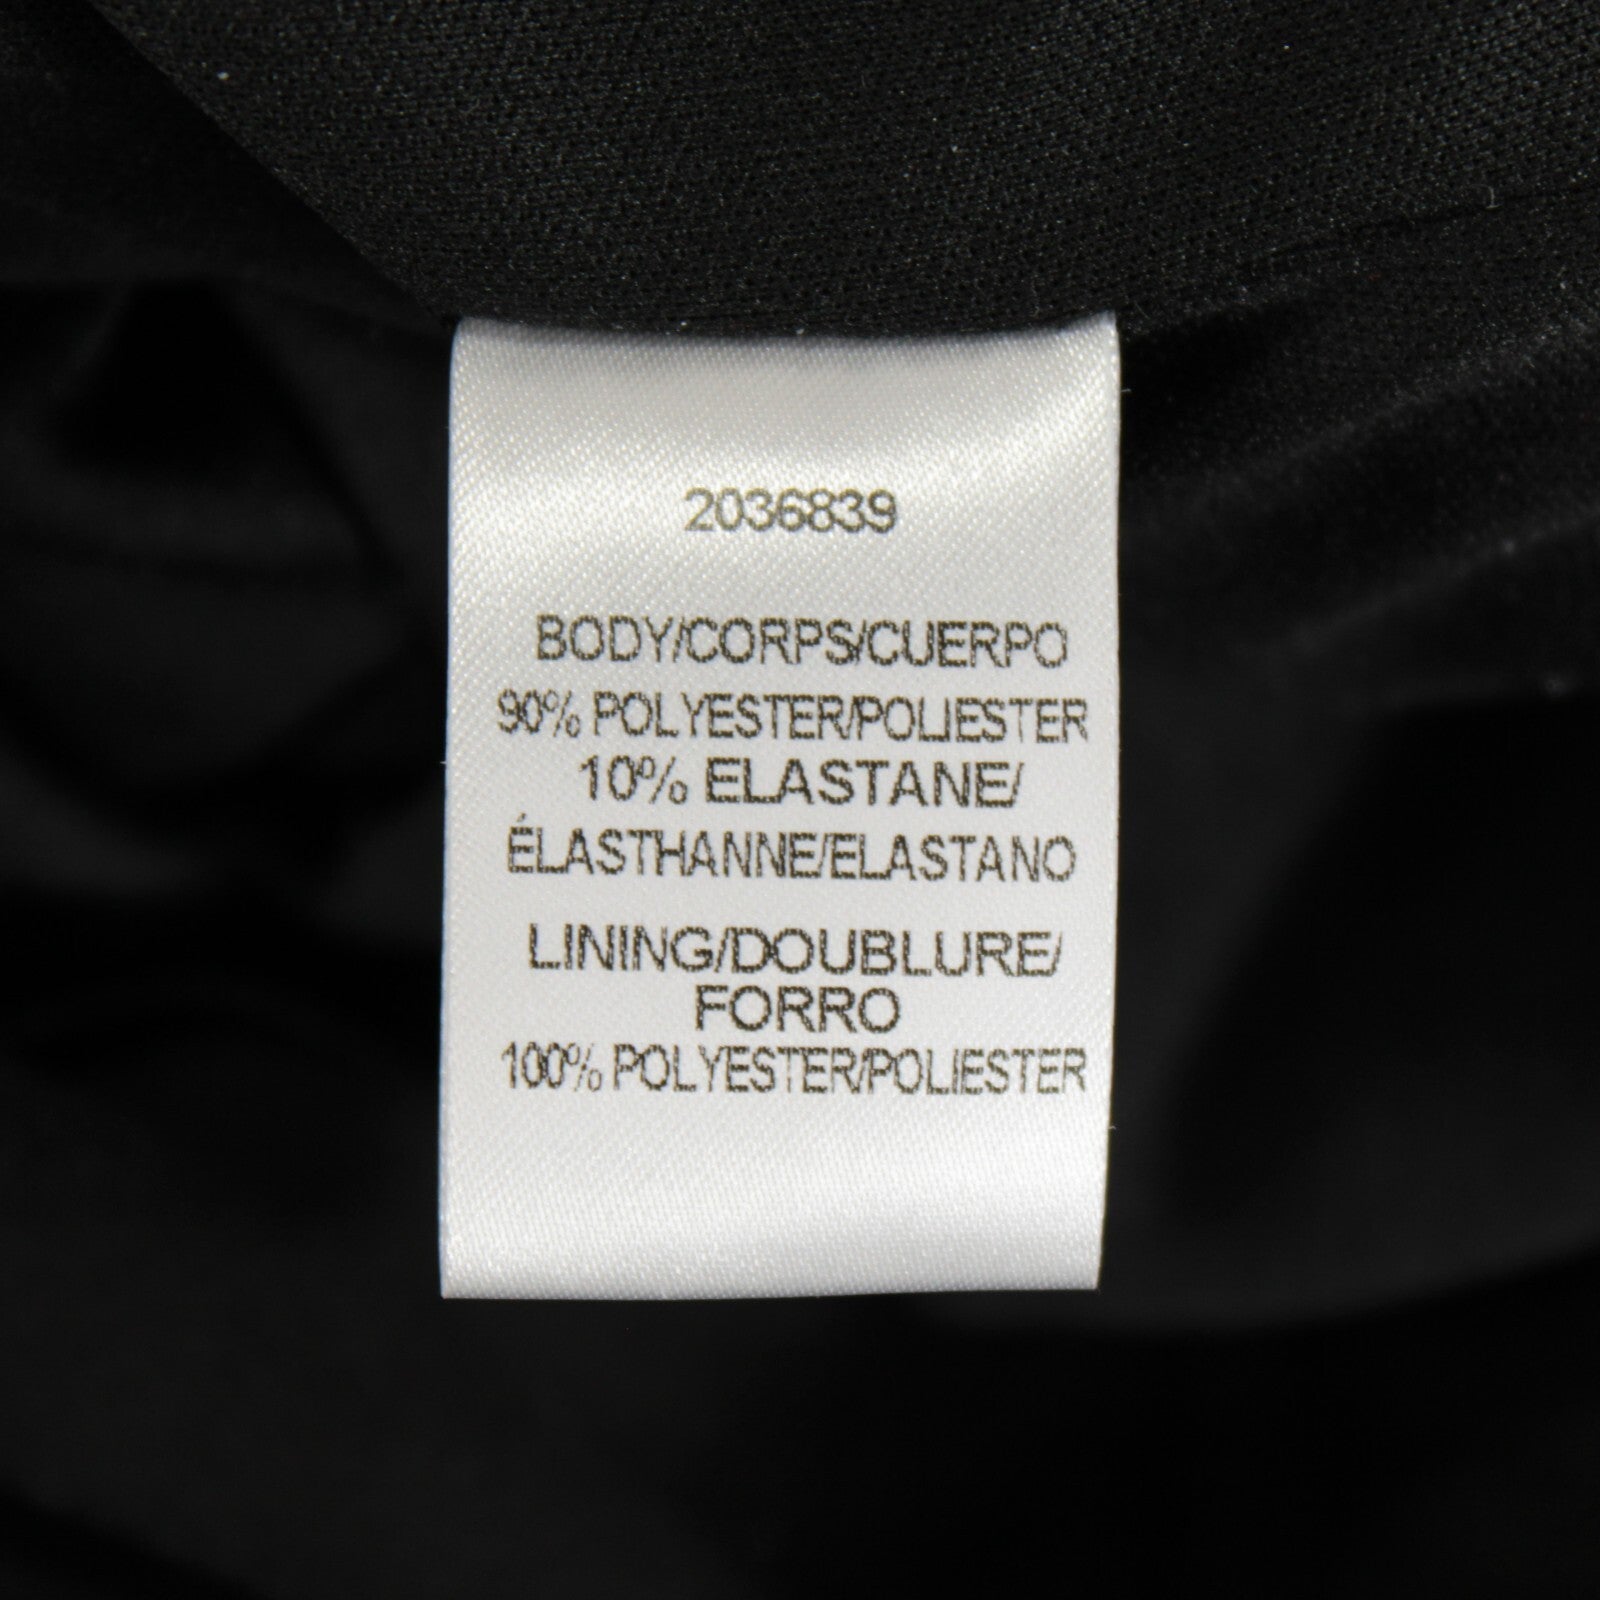 2036839
BODY/CORPS/CUERPO
90% POLYESTER/POLIESTER
10% ELASTANE/
ÉLASTHANNE/ELASTANO
LINING/DOUBLURE/
FORRO
100% POLYESTER/POLIESTER